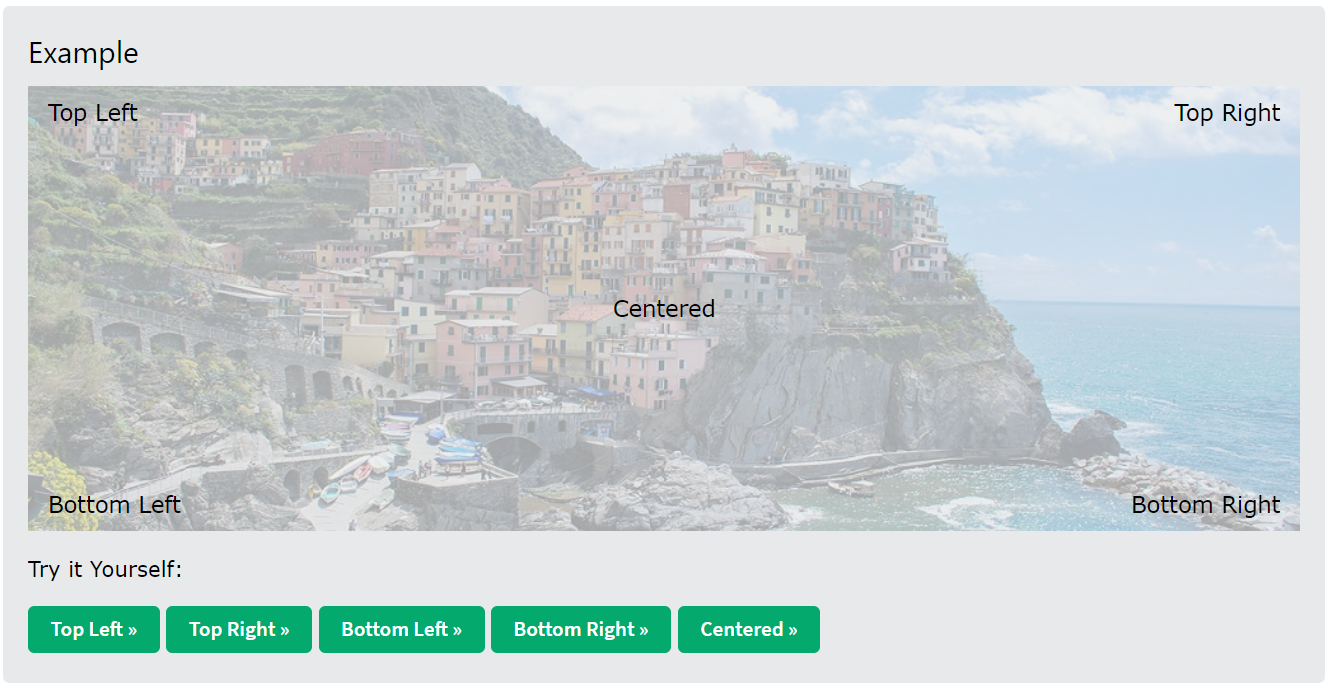 Example
Top Left
Top Right
Centered
Bottom Left
Bottom Right
Try it Yourself:
Top Left »
Top Right »
Bottom Left »
Bottom Right »
Centered »